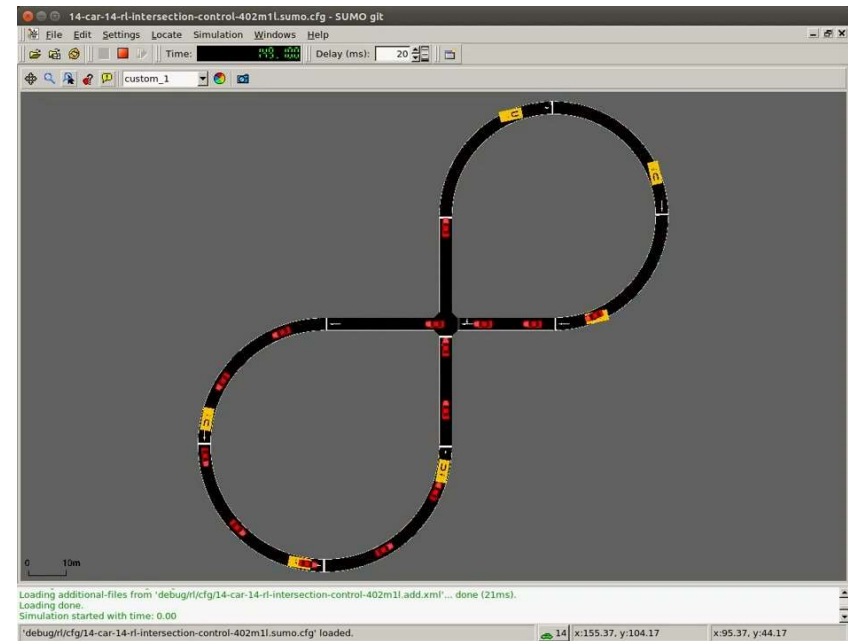 14-car-14-rl-intersection-control-402m1l.sumo.cfg - SUMO git
File Edit Settings Locate Simulation Windows Help
Time: 149.100 Delay (ms): 20
custom_1
0 10m
Loading additional-files from 'debug/rl/cfg/14-car-14-rl-intersection-control-402m1l.add.xml'... done (21ms).
Loading done.
Simulation started with time: 0.00
'debug/rl/cfg/14-car-14-rl-intersection-control-402m1l.sumo.cfg' loaded. 14 x:155.37, y:104.17 x:95.37, y:44.17